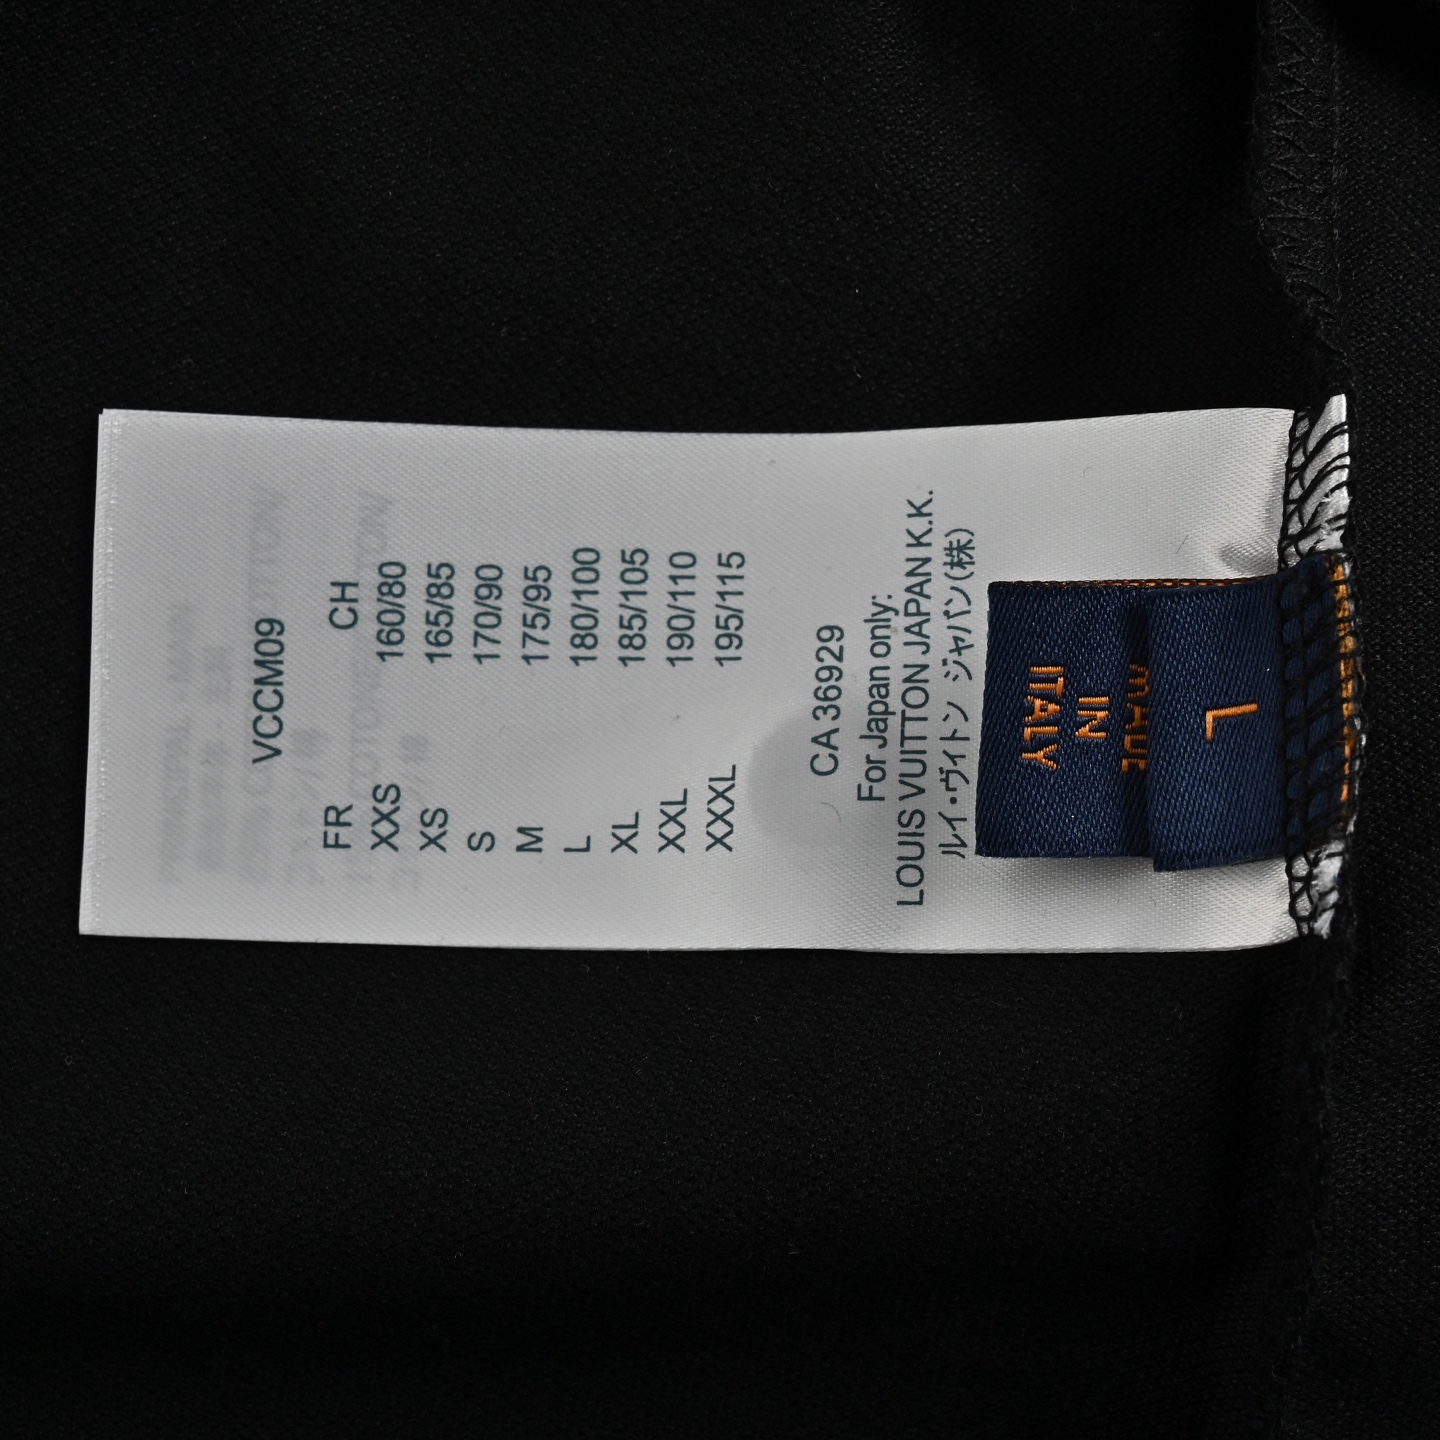 VCCM09
FR CH
XXS 160/80
XS 165/85
S 170/90
M 175/95
L 180/100
XL 185/105
XXL 190/110
XXXL 195/115
CA 36929
For Japan only:
LOUIS VUITTON JAPAN K.K.
ルイ・ヴィトン ジャパン(株)
L
MADE
IN
ITALY